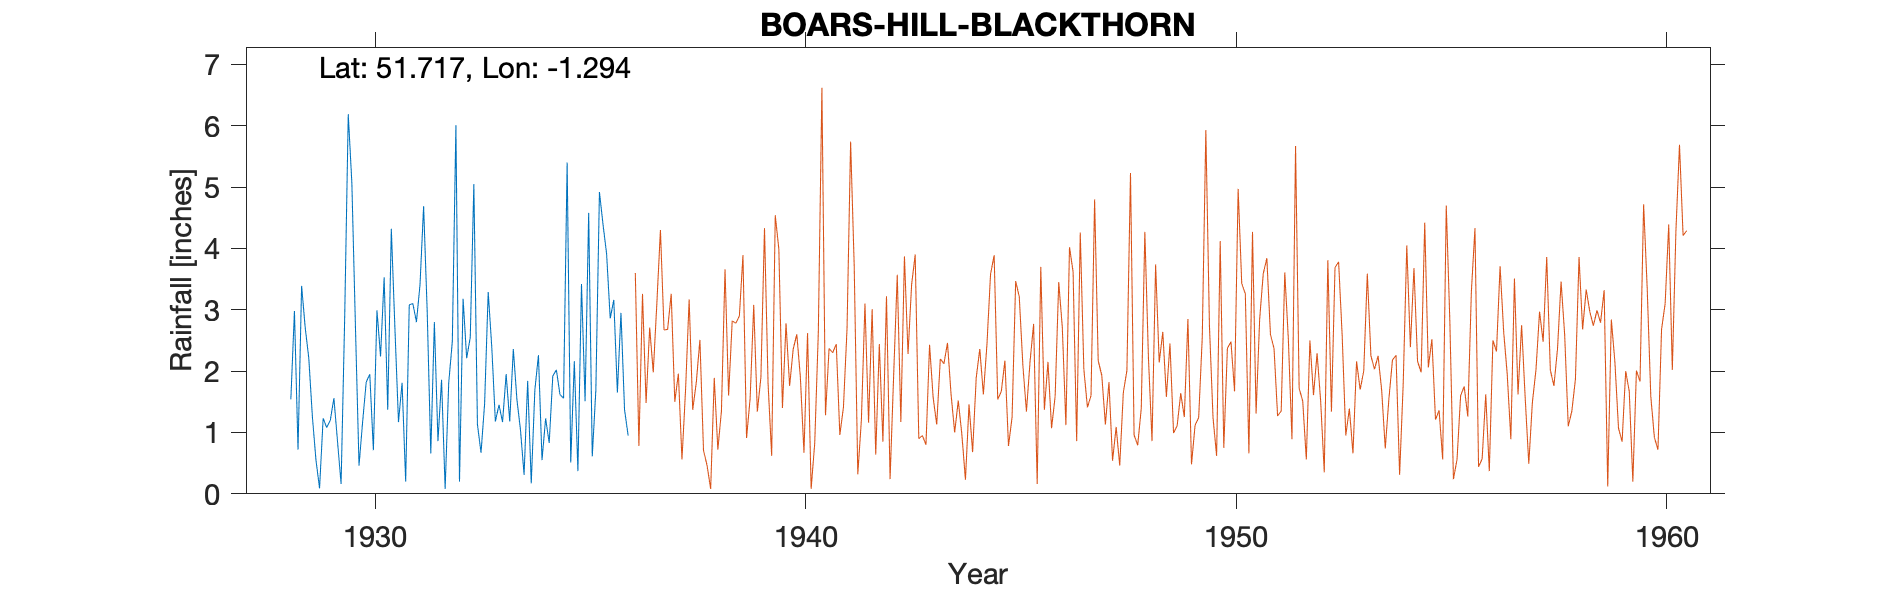 BOARS-HILL-BLACKTHORN
Lat: 51.717, Lon: -1.294
7
6
5
4
3
2
1
0
Rainfall [inches]
1930 1940 1950 1960
Year